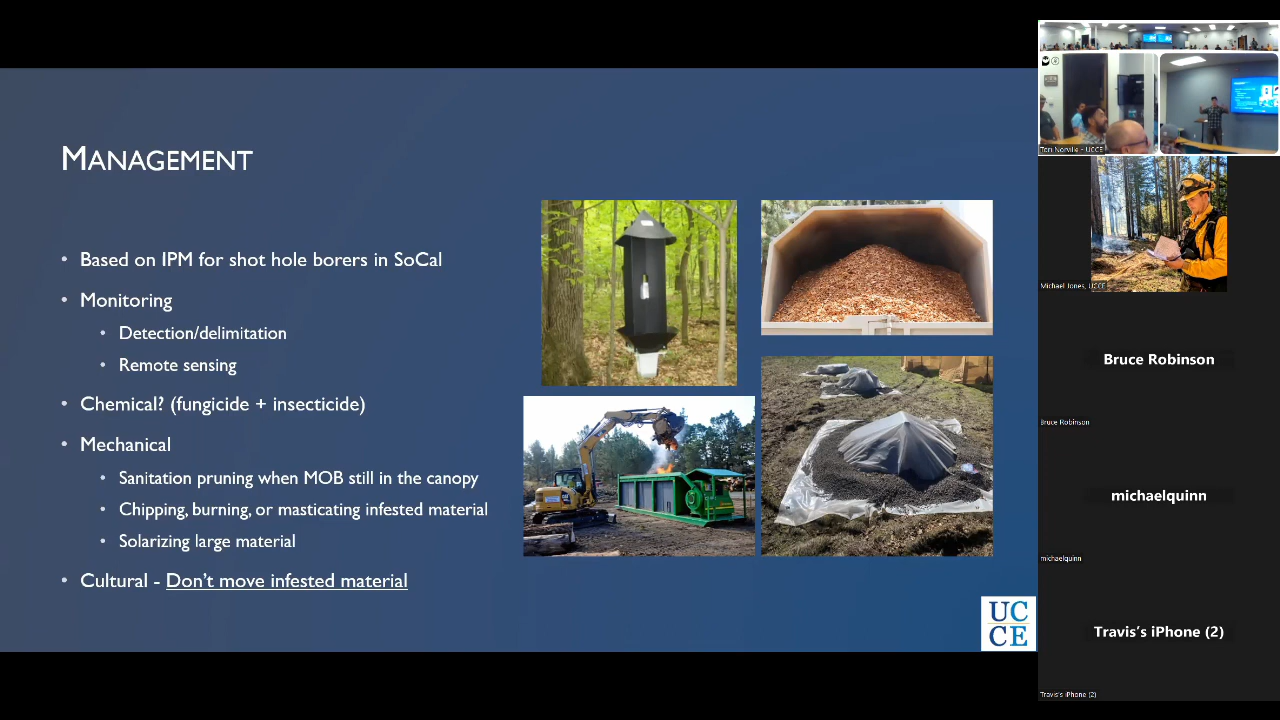 MANAGEMENT
• Based on IPM for shot hole borers in SoCal
• Monitoring
• Detection/delimitation
• Remote sensing
• Chemical? (fungicide + insecticide)
• Mechanical
• Sanitation pruning when MOB still in the canopy
• Chipping, burning, or masticating infested material
• Solarizing large material
• Cultural - Don't move infested material
UC
CE
Teri Norville - UCCE
Michael Jones, UCCE
Bruce Robinson
Bruce Robinson
michaelquinn
michaelquinn
Travis's iPhone (2)
Travis's iPhone (2)